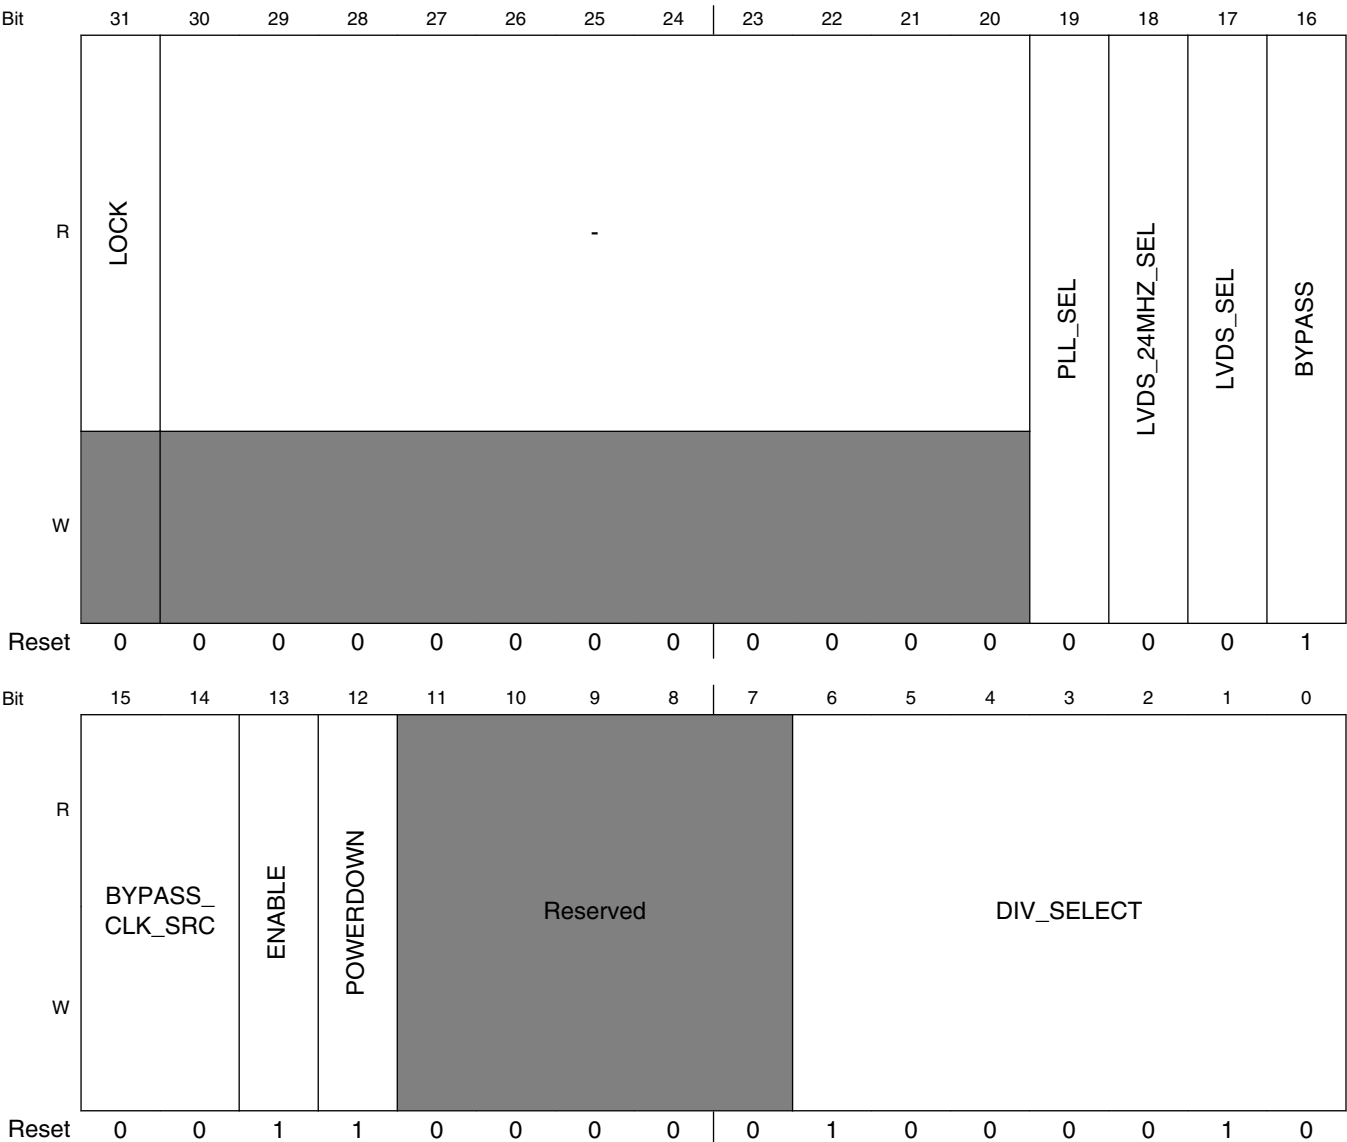 Bit 31 30 29 28 27 26 25 24 23 22 21 20 19 18 17 16
R LOCK - PLL_SEL LVDS_24MHZ_SEL LVDS_SEL BYPASS
W
Reset 0 0 0 0 0 0 0 0 0 0 0 0 0 0 0 1
Bit 15 14 13 12 11 10 9 8 7 6 5 4 3 2 1 0
R
BYPASS_
CLK_SRC ENABLE POWERDOWN Reserved DIV_SELECT
W
Reset 0 0 1 1 0 0 0 0 0 1 0 0 0 0 1 0